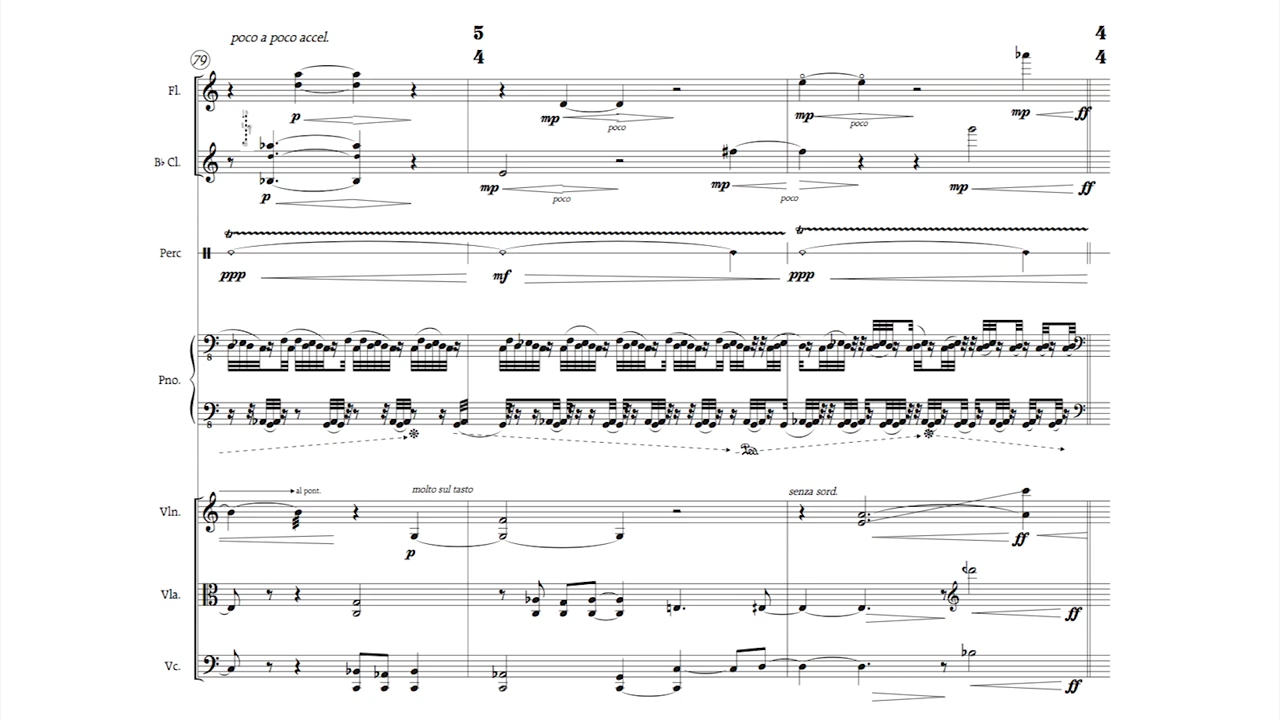 poco a poco accel.
5
4
4
4
79
Fl.
p
mp
poco
mp
poco
mp
ff
B♭ Cl.
p
mp
poco
mp
poco
mp
ff
Perc
ppp
mf
ppp
Pno.
8
8
al pont.
molto sul tasto
senza sord.
Vln.
p
ff
Vla.
ff
Vc.
ff